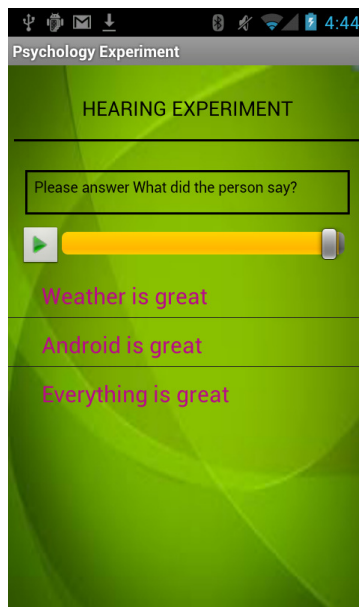 4:44
Psychology Experiment
HEARING EXPERIMENT
Please answer What did the person say?
Weather is great
Android is great
Everything is great